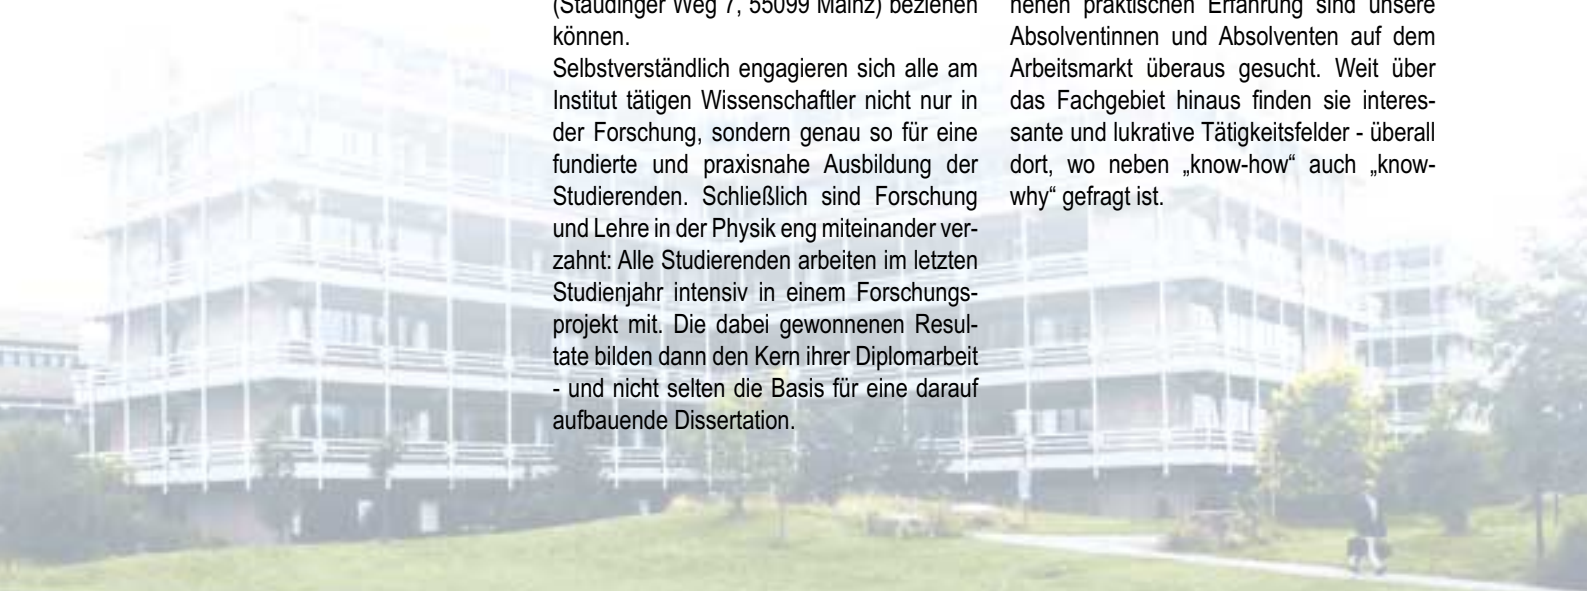 (Staudinger Weg 7, 55099 Mainz) beziehen
können.
Selbstverständlich engagieren sich alle am
Institut tätigen Wissenschaftler nicht nur in
der Forschung, sondern genau so für eine
fundierte und praxisnahe Ausbildung der
Studierenden. Schließlich sind Forschung
und Lehre in der Physik eng miteinander ver-
zahnt: Alle Studierenden arbeiten im letzten
Studienjahr intensiv in einem Forschungs-
projekt mit. Die dabei gewonnenen Resul-
tate bilden dann den Kern ihrer Diplomarbeit
- und nicht selten die Basis für eine darauf
aufbauende Dissertation.
nenen praktischen Erfahrung sind unsere
Absolventinnen und Absolventen auf dem
Arbeitsmarkt überaus gesucht. Weit über
das Fachgebiet hinaus finden sie interes-
sante und lukrative Tätigkeitsfelder - überall
dort, wo neben „know-how“ auch „know-
why“ gefragt ist.